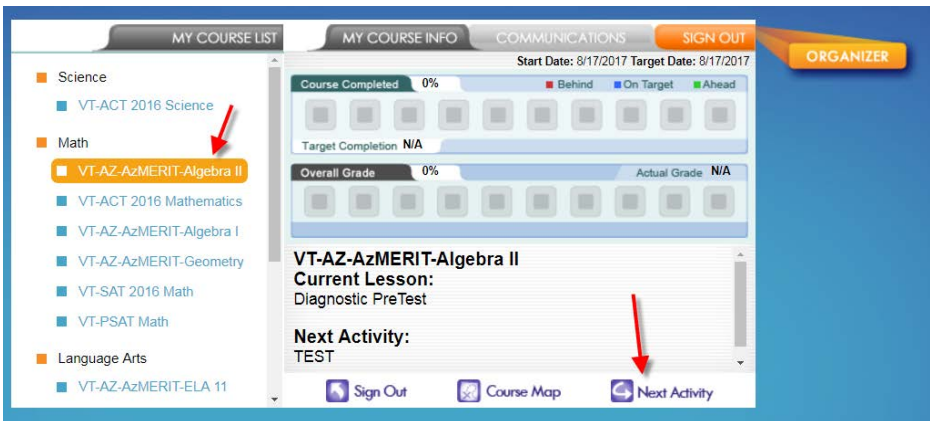 MY COURSE LIST
MY COURSE INFO
COMMUNICATIONS
SIGN OUT
ORGANIZER
Science
VT-ACT 2016 Science
Math
VT-AZ-AzMERIT-Algebra II
VT-ACT 2016 Mathematics
VT-AZ-AzMERIT-Algebra I
VT-AZ-AzMERIT-Geometry
VT-SAT 2016 Math
VT-PSAT Math
Language Arts
VT-AZ-AzMERIT-ELA 11
Start Date: 8/17/2017 Target Date: 8/17/2017
Course Completed 0% Behind On Target Ahead
Target Completion N/A
Overall Grade 0% Actual Grade N/A
VT-AZ-AzMERIT-Algebra II
Current Lesson:
Diagnostic PreTest
Next Activity:
TEST
Sign Out Course Map Next Activity